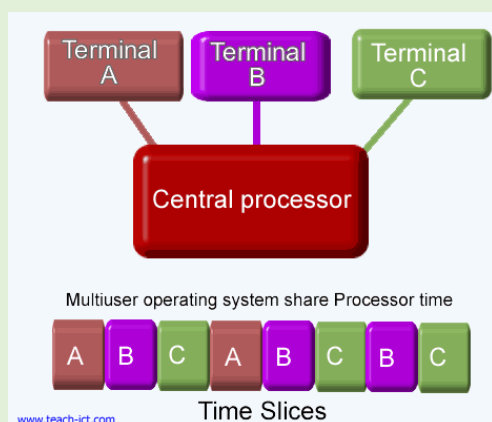 Terminal Terminal Terminal
A B C
Central processor
Multiuser operating system share Processor time
A B C A B C B C
Time Slices
www.teach-ict.com